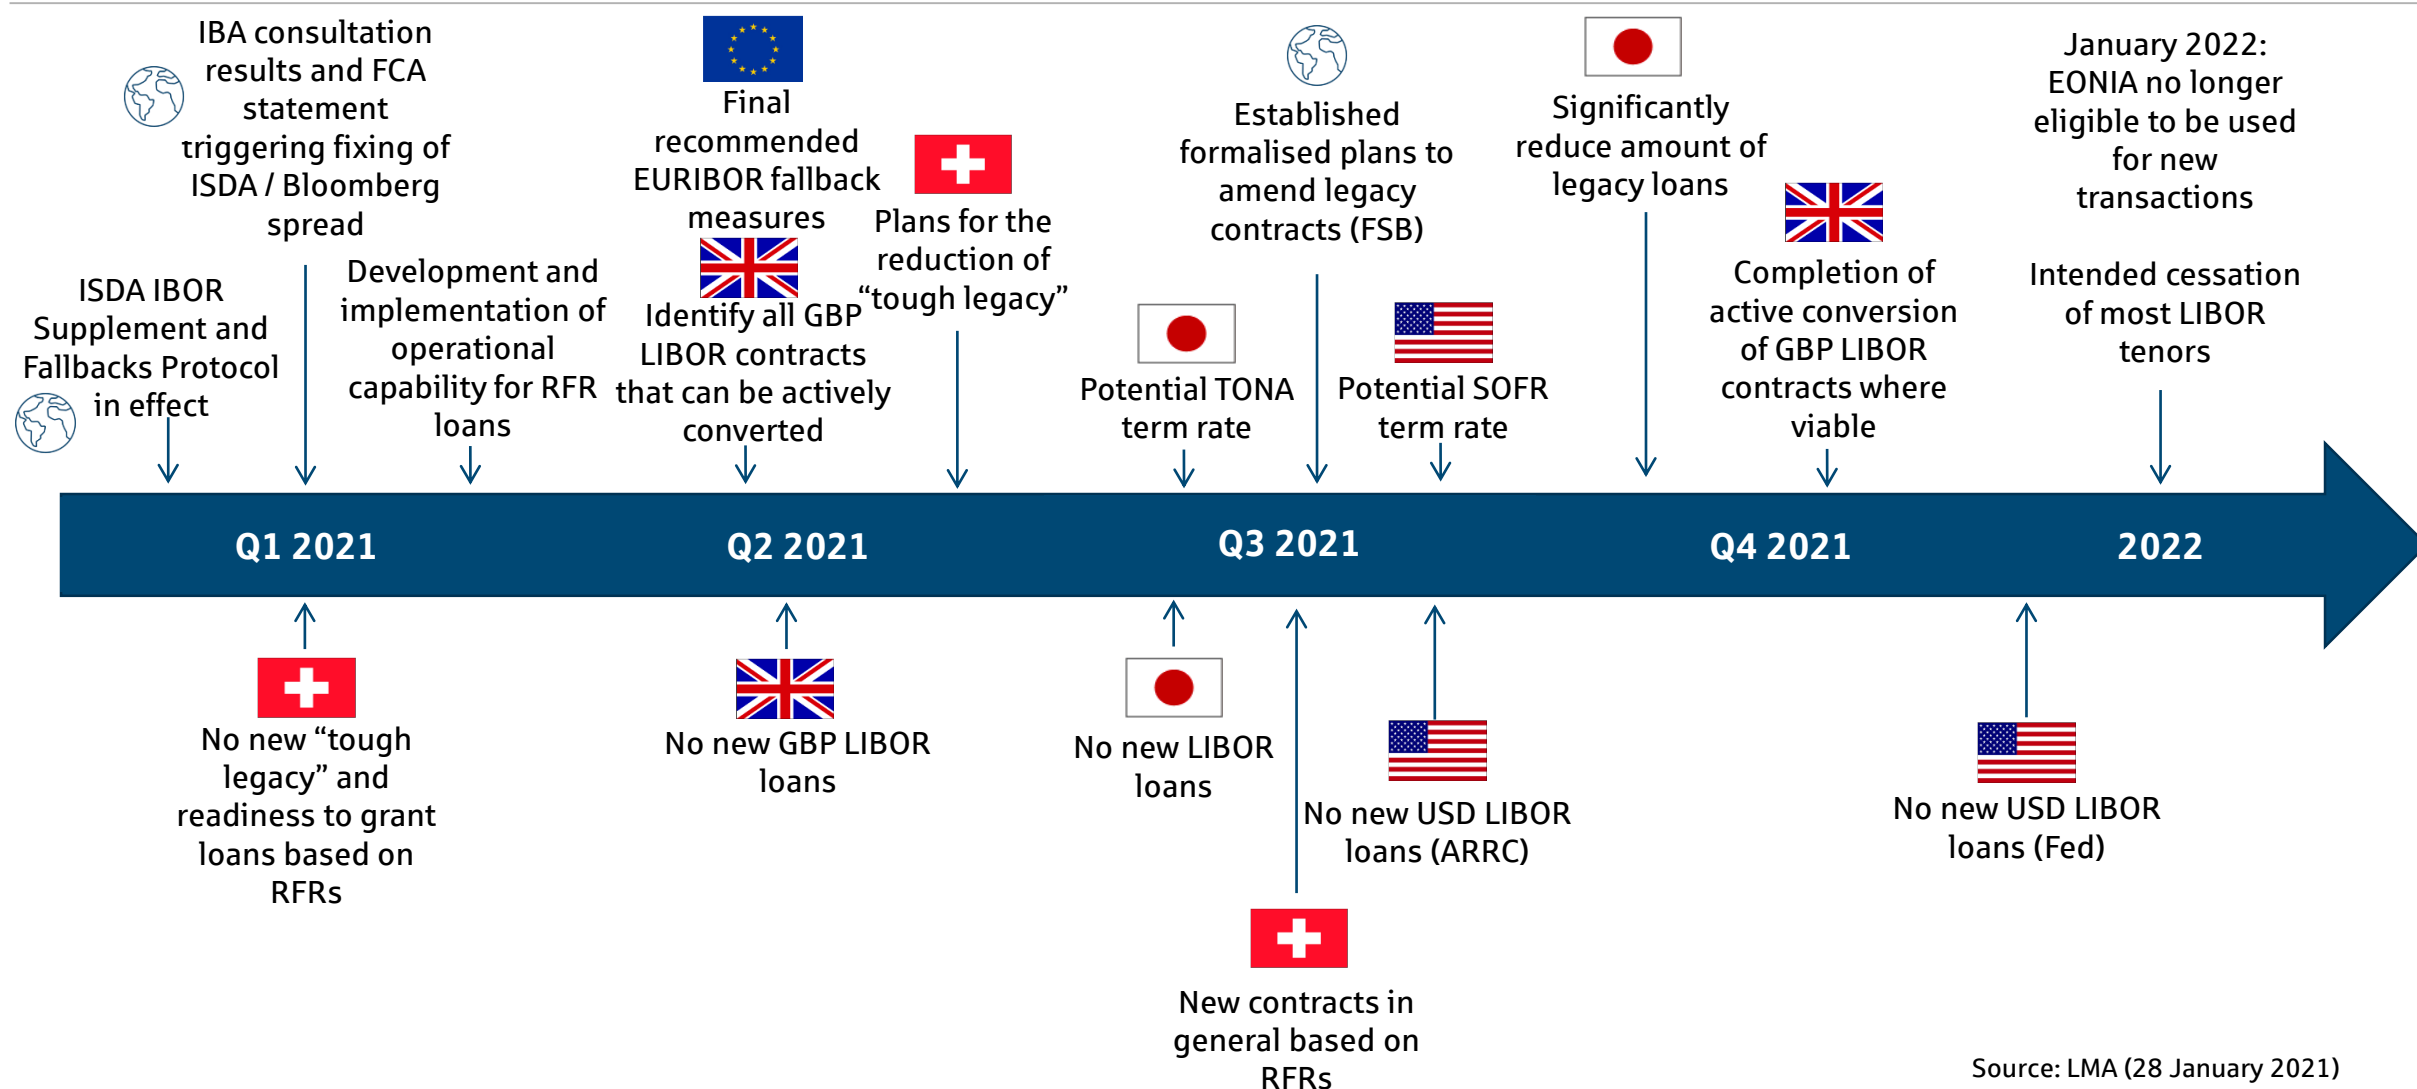 IBA consultation
results and FCA
statement
triggering fixing of
ISDA / Bloomberg
spread
ISDA IBOR
Supplement and
Fallbacks Protocol
in effect
Development and
implementation of
operational
capability for RFR
loans
Final
recommended
EURIBOR fallback
measures
Identify all GBP
LIBOR contracts
that can be actively
converted
Plans for the
reduction of
“tough legacy”
Potential TONA
term rate
Established
formalised plans to
amend legacy
contracts (FSB)
Potential SOFR
term rate
Significantly
reduce amount of
legacy loans
Completion of
active conversion
of GBP LIBOR
contracts where
viable
January 2022:
EONIA no longer
eligible to be used
for new
transactions
Intended cessation
of most LIBOR
tenors
Q1 2021
Q2 2021
Q3 2021
Q4 2021
2022
No new “tough
legacy” and
readiness to grant
loans based on
RFRs
No new GBP LIBOR
loans
No new LIBOR
loans
New contracts in
general based on
RFRs
No new USD LIBOR
loans (ARRC)
No new USD LIBOR
loans (Fed)
Source: LMA (28 January 2021)